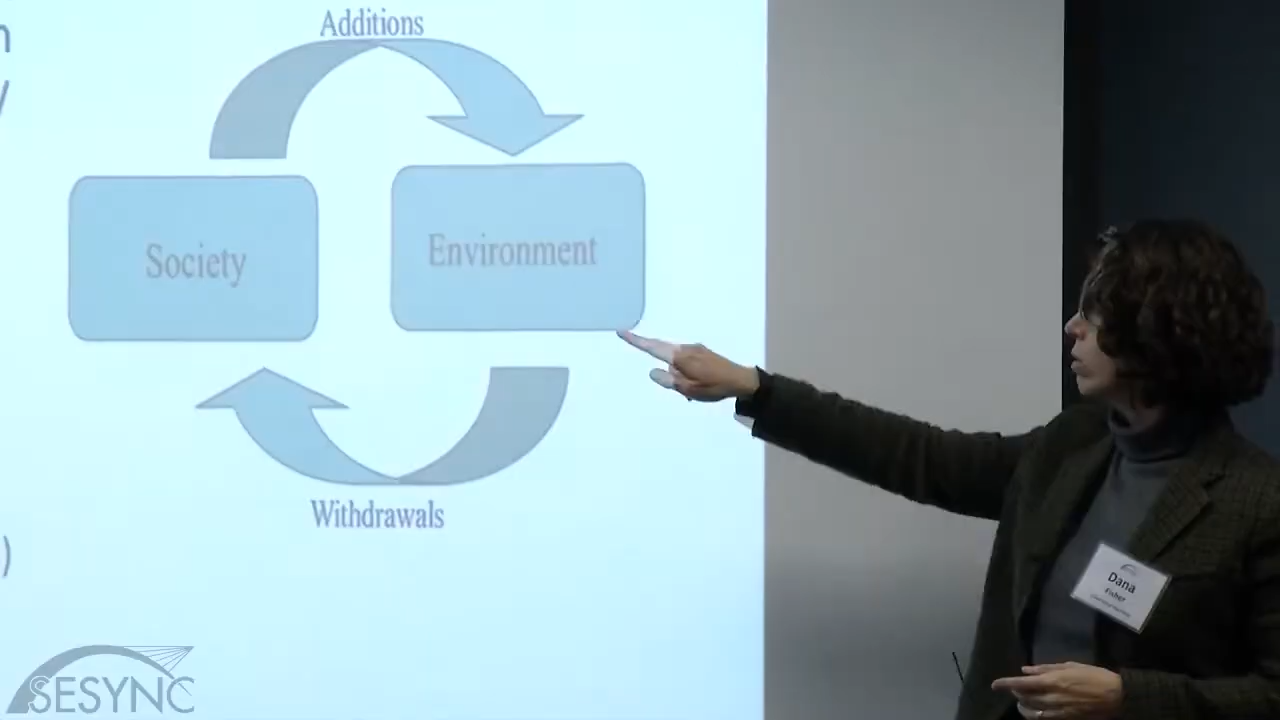 n
y
Additions
Society
Environment
Withdrawals
)
SESYNC
Dana
Fisher